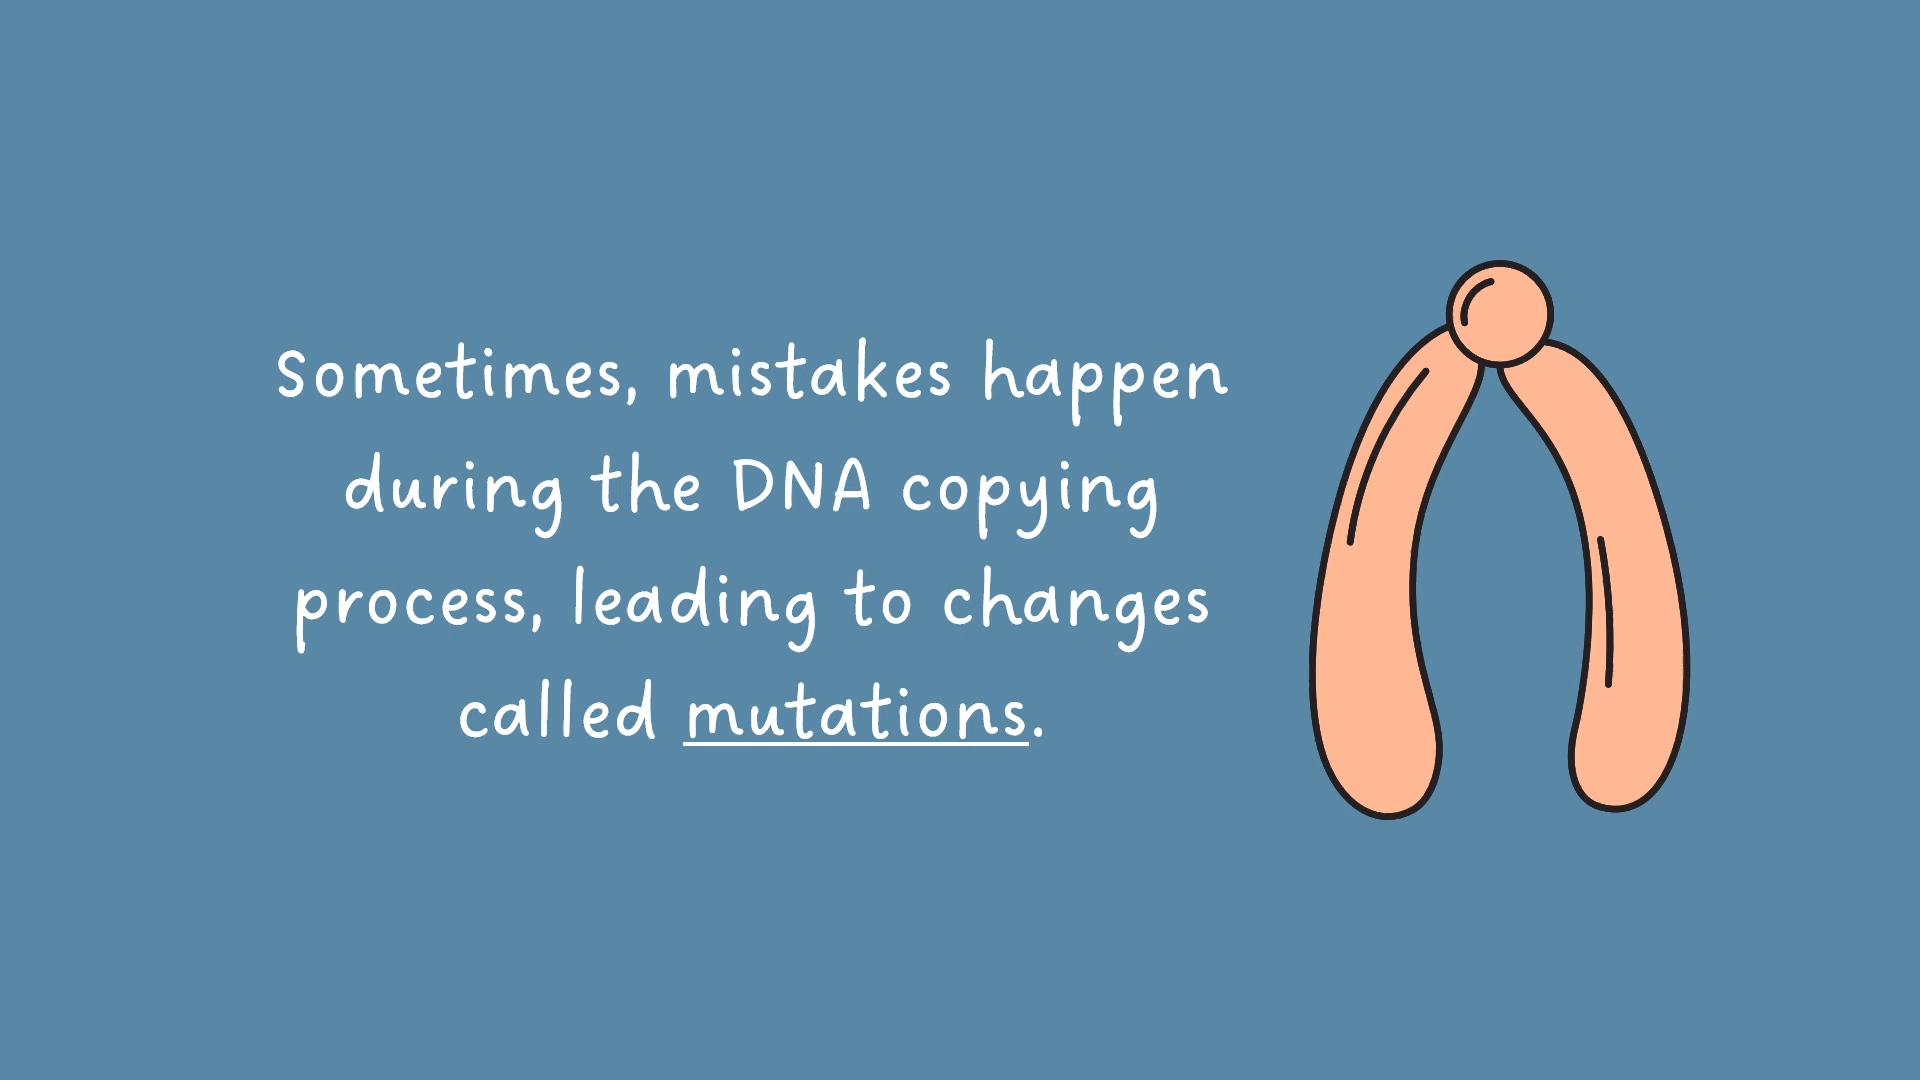 Sometimes, mistakes happen
during the DNA copying
process, leading to changes
called mutations.